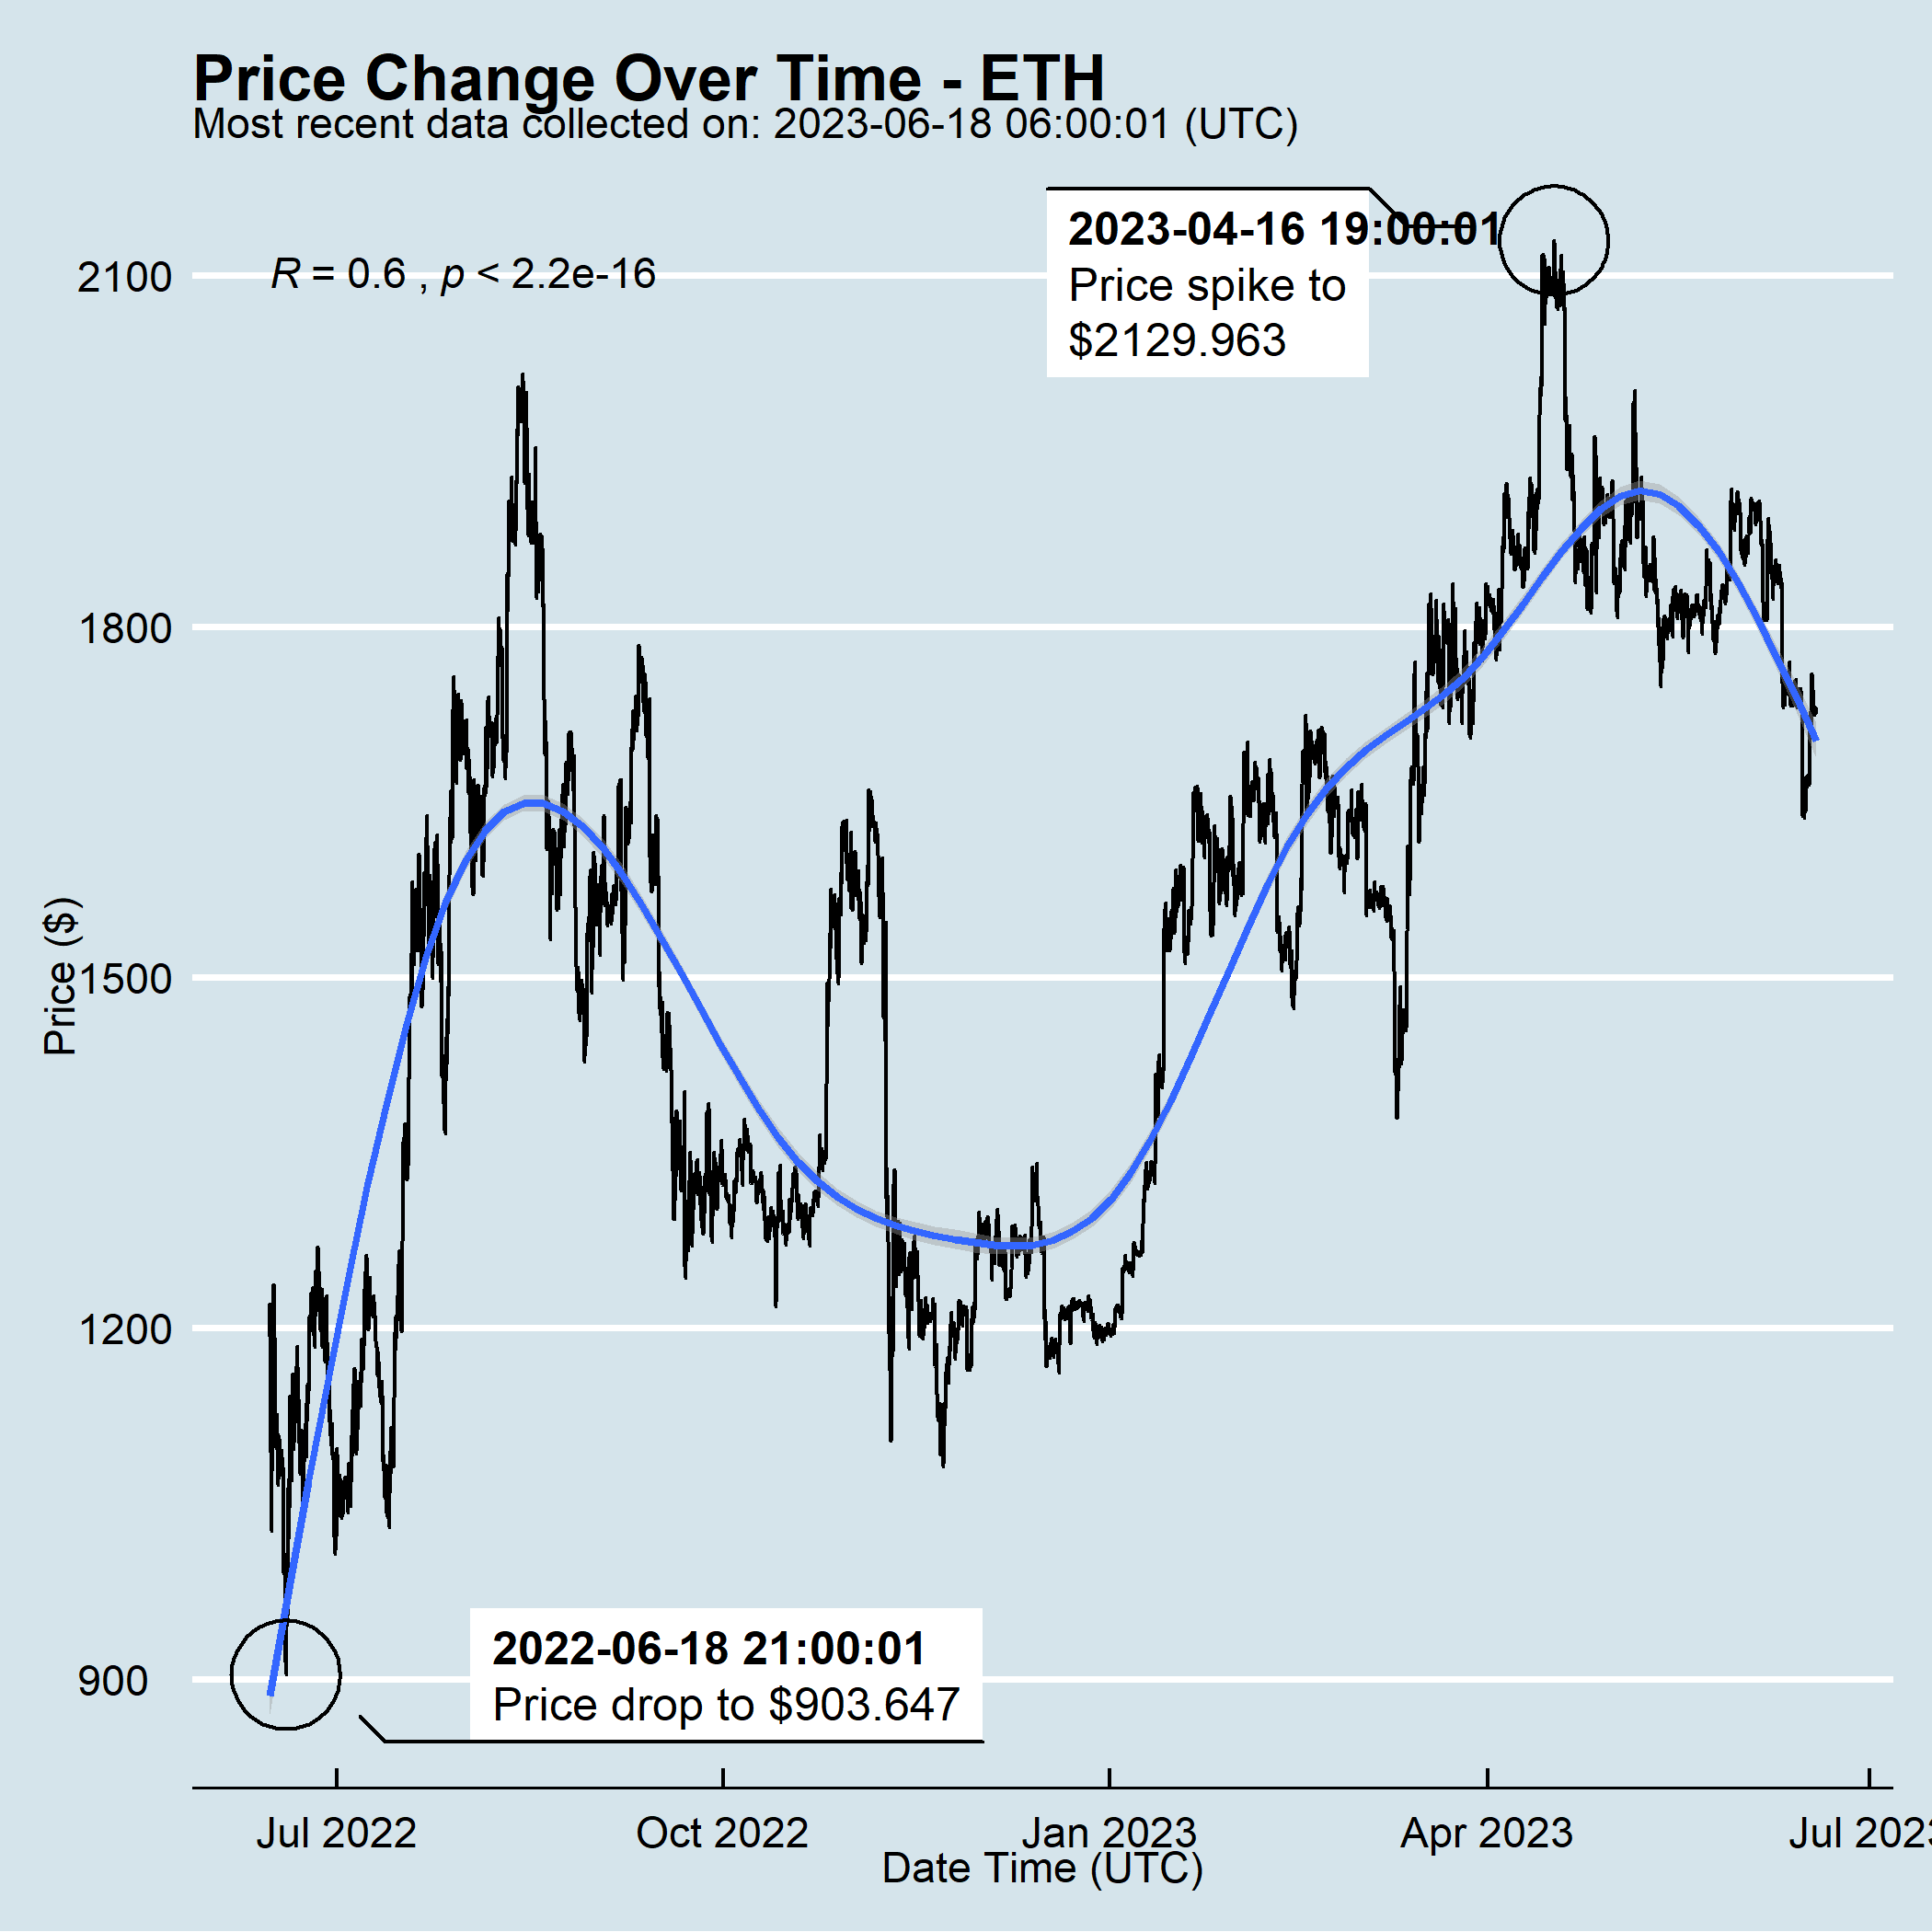 Price Change Over Time - ETH
Most recent data collected on: 2023-06-18 06:00:01 (UTC)
2023-04-16 19:00:01
Price spike to
$2129.963
R = 0.6 , p < 2.2e-16
2100
1800
1500
1200
900
Price ($)
2022-06-18 21:00:01
Price drop to $903.647
Jul 2022 Oct 2022 Jan 2023 Apr 2023 Jul 2023
Date Time (UTC)